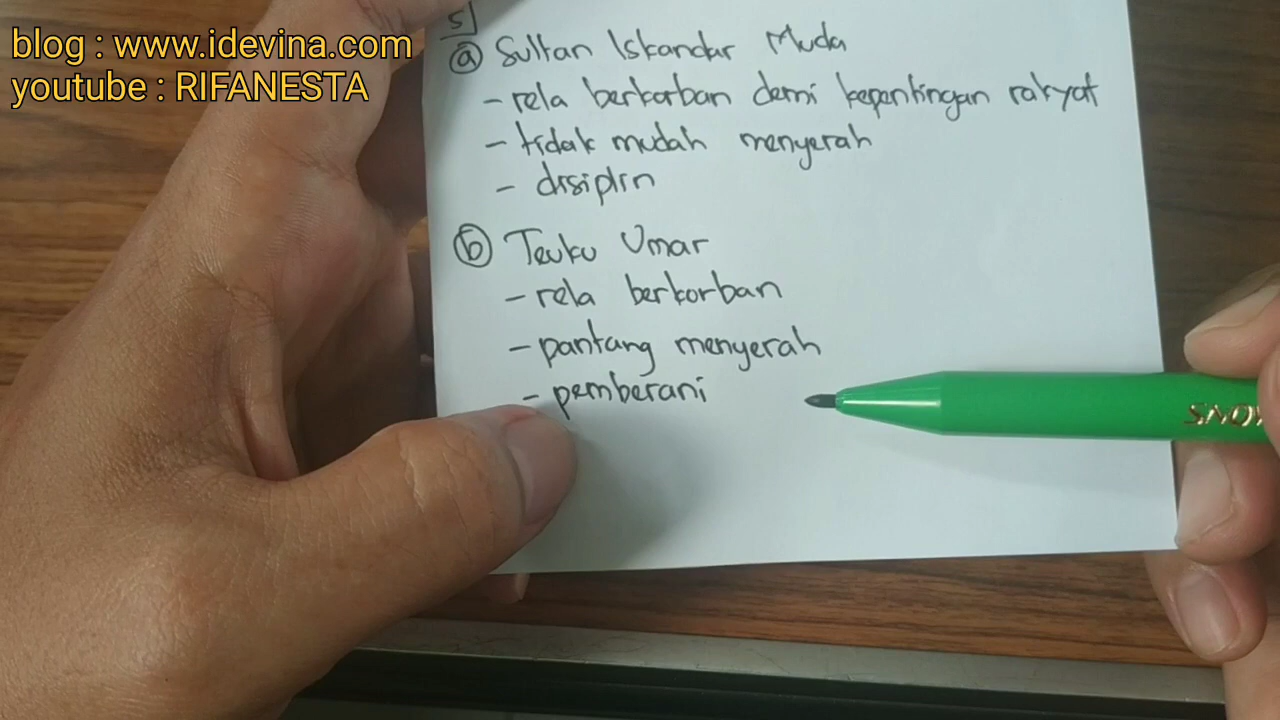 blog : www.idevina.com
youtube : RIFANESTA
5
a Sultan Iskandar Muda
- rela berkorban demi kepentingan rakyat
- tidak mudah menyerah
- disiplin
b Teuku Umar
- rela berkorban
- pantang menyerah
- pemberani